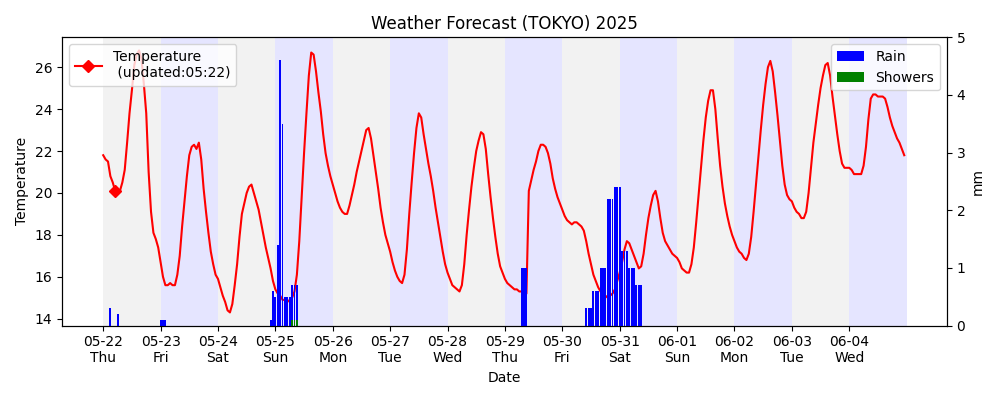 Weather Forecast (TOKYO) 2025
Temperature
(updated:05:22)
Rain
Showers
Temperature
26
24
22
20
18
16
14
5
4
3
2
1
0
mm
05-22 05-23 05-24 05-25 05-26 05-27 05-28 05-29 05-30 05-31 06-01 06-02 06-03 06-04
Thu Fri Sat Sun Mon Tue Wed Thu Fri Sat Sun Mon Tue Wed
Date